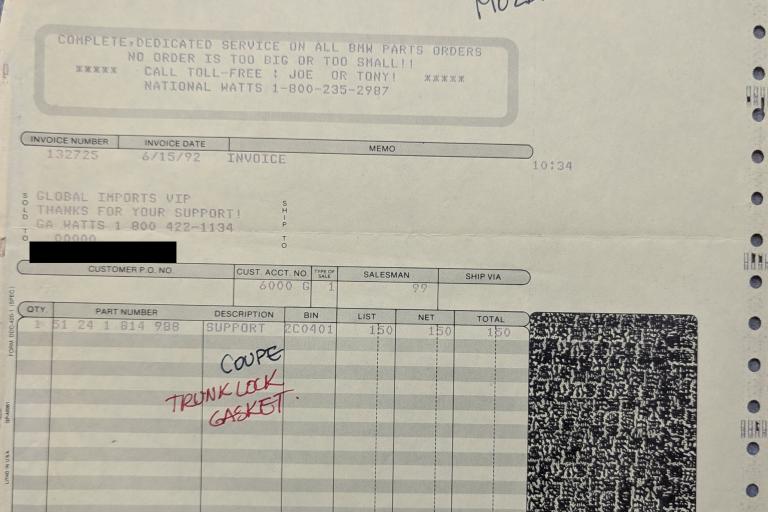 COMPLETE,DEDICATED SERVICE ON ALL BMW PARTS ORDERS
NO ORDER IS TOO BIG OR TOO SMALL!!
***** CALL TOLL-FREE : JOE OR TONY! *****
NATIONAL WATTS 1-800-235-2987
INVOICE NUMBER INVOICE DATE MEMO
132725 6/15/92 INVOICE
10:34
SOLD TO
GLOBAL IMPORTS VIP
THANKS FOR YOUR SUPPORT!
GA WATTS 1 800 422-1134
00000
SHIP TO
CUSTOMER P.O. NO. CUST. ACCT. NO. TYPE OF SALE SALESMAN SHIP VIA
6000 G 1 99
QTY PART NUMBER DESCRIPTION BIN LIST NET TOTAL
1 51 24 1 814 988 SUPPORT 2C0401 150 150 150
COUPE
TRUNK LOCK
GASKET.
LITHO IN USA